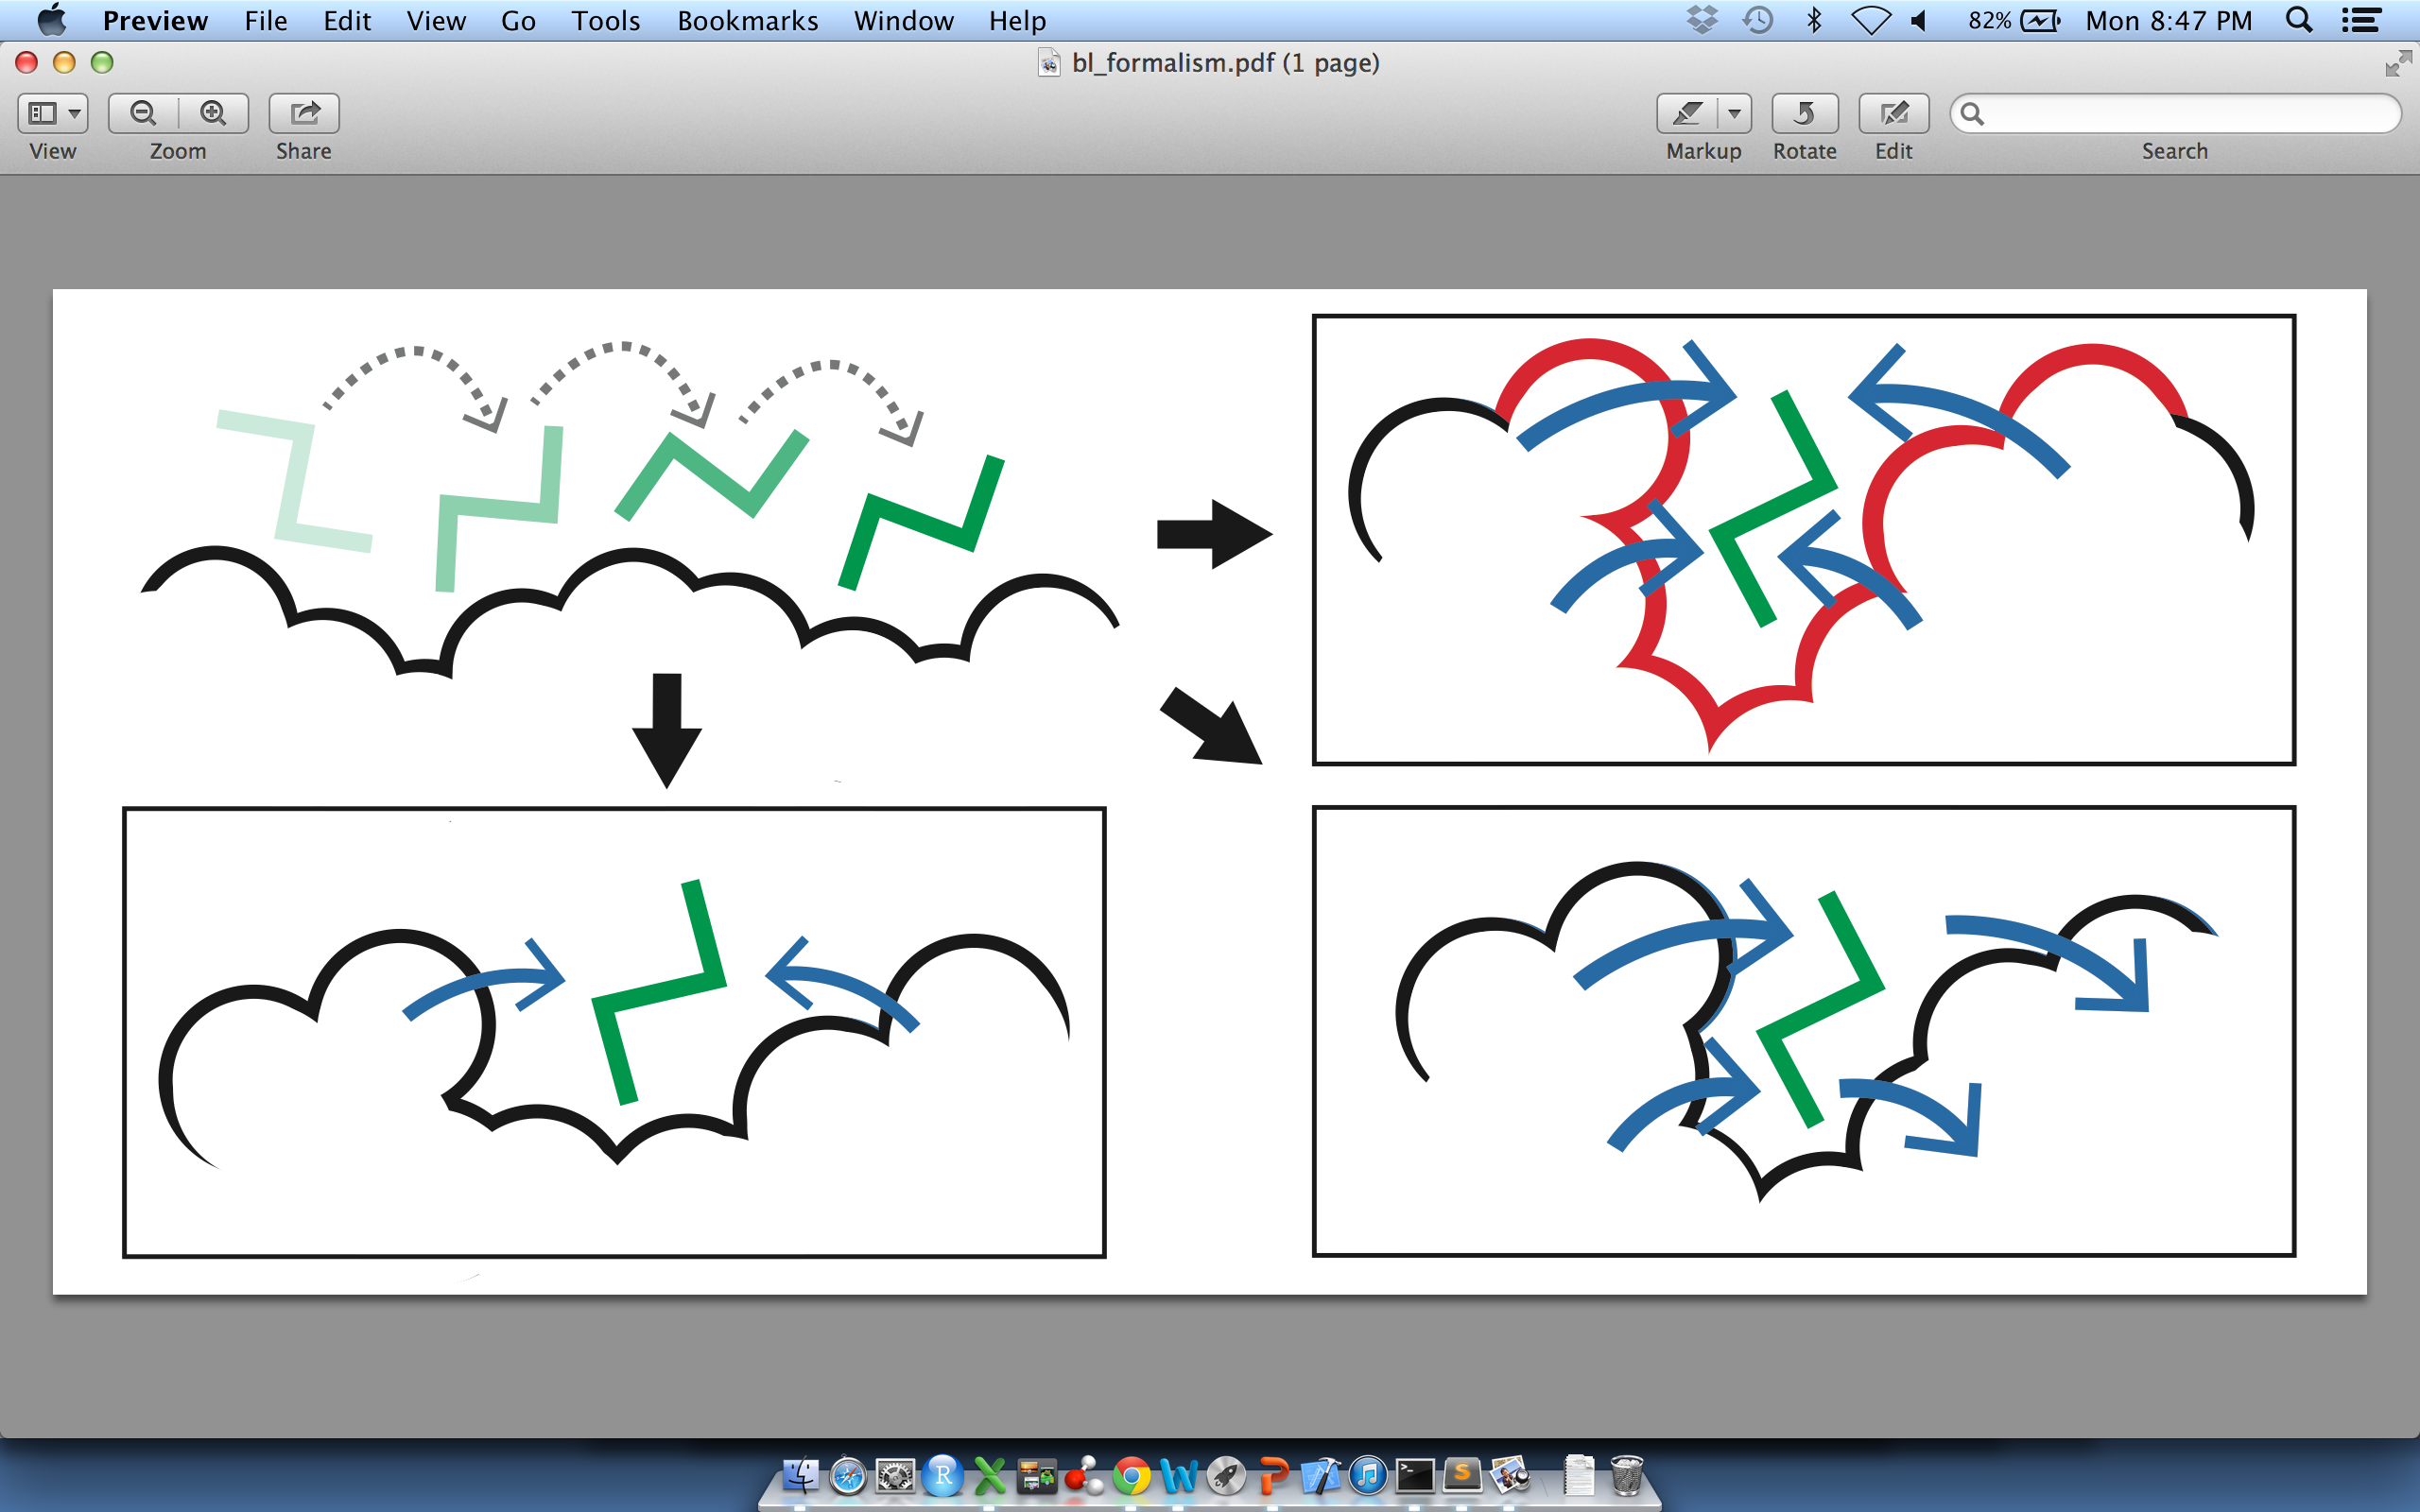 Preview File Edit View Go Tools Bookmarks Window Help 82% Mon 8:47 PM
bl_formalism.pdf (1 page)
View Zoom Share Markup Rotate Edit Search